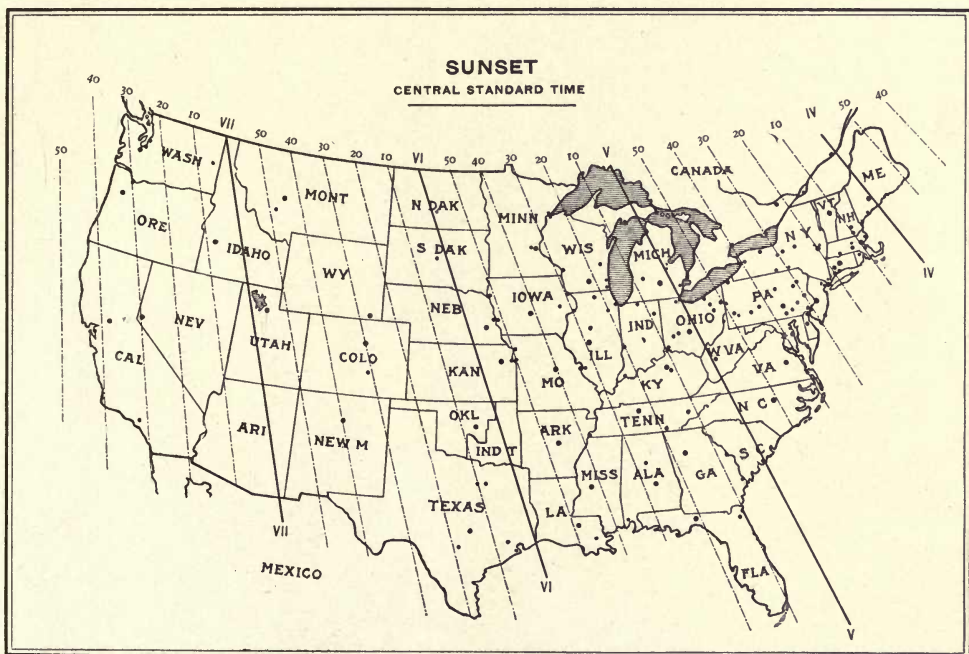 SUNSET
CENTRAL STANDARD TIME
50 40 30 20 10 VII 50 40 30 20 10 VI 50 40 30 20 10 V 50 40 30 20 10 IV 50 40
WASH
MONT
N DAK
MINN
CANADA
ME
VT
NH
ORE
IDAHO
S DAK
WIS
MICH
N Y
WY
IOWA
PA
NEB
NEV
UTAH
ILL
IND
OHIO
IV
CAL
COLO
KAN
MO
W VA
VA
KY
OKL
TENN
N C
ARI
NEW M
IND T
ARK
S C
MISS
ALA
GA
TEXAS
LA
VII
MEXICO
FLA
VI
V